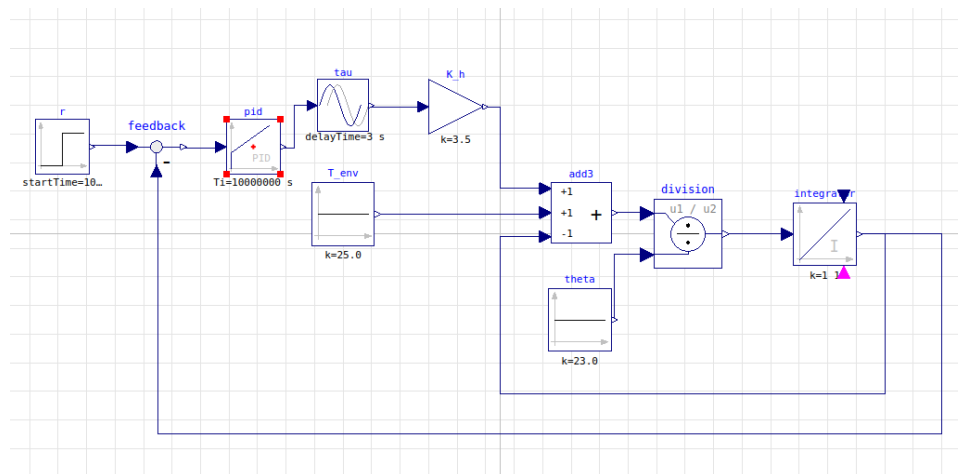 tau
K_h
r
pid
feedback
PID
delayTime=3 s
k=3.5
-
startTime=10…
Ti=10000000 s
T_env
add3
division
integrator
+1
u1 / u2
+1
+
-1
I
k=25.0
theta
k=1
k=23.0